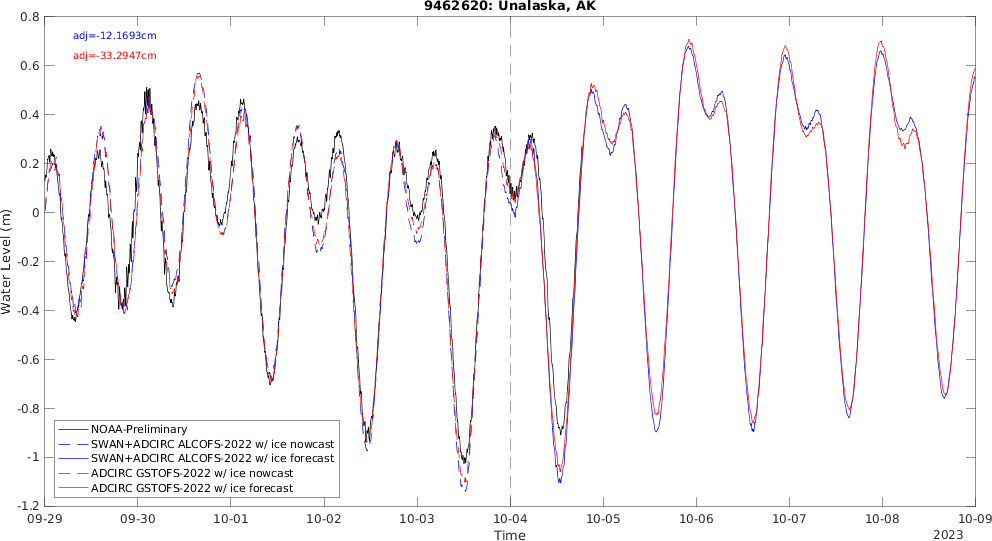 9462620: Unalaska, AK
adj=-12.1693cm
adj=-33.2947cm
Water Level (m)
0.8
0.6
0.4
0.2
0
-0.2
-0.4
-0.6
-0.8
-1
-1.2
NOAA-Preliminary
SWAN+ADCIRC ALCOFS-2022 w/ ice nowcast
SWAN+ADCIRC ALCOFS-2022 w/ ice forecast
ADCIRC GSTOFS-2022 w/ ice nowcast
ADCIRC GSTOFS-2022 w/ ice forecast
09-29 09-30 10-01 10-02 10-03 10-04 10-05 10-06 10-07 10-08 10-09
Time
2023